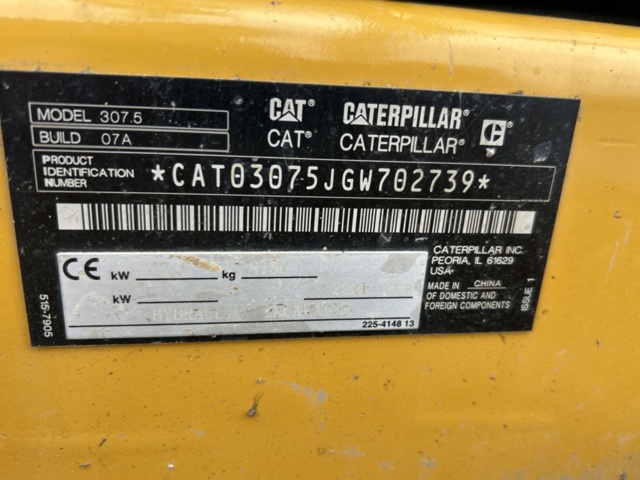 MODEL 307.5
BUILD 07A
CAT® CATERPILLAR®
CAT® CATERPILLAR®
PRODUCT IDENTIFICATION NUMBER
*CAT03075JGW702739*
CE kW kg
kW
HYDRAULIC EXCAVATOR
225-4148 13
CATERPILLAR INC.
PEORIA, IL 61629
USA
MADE IN CHINA
OF DOMESTIC AND
FOREIGN COMPONENTS
ISSUE 1
515-7905